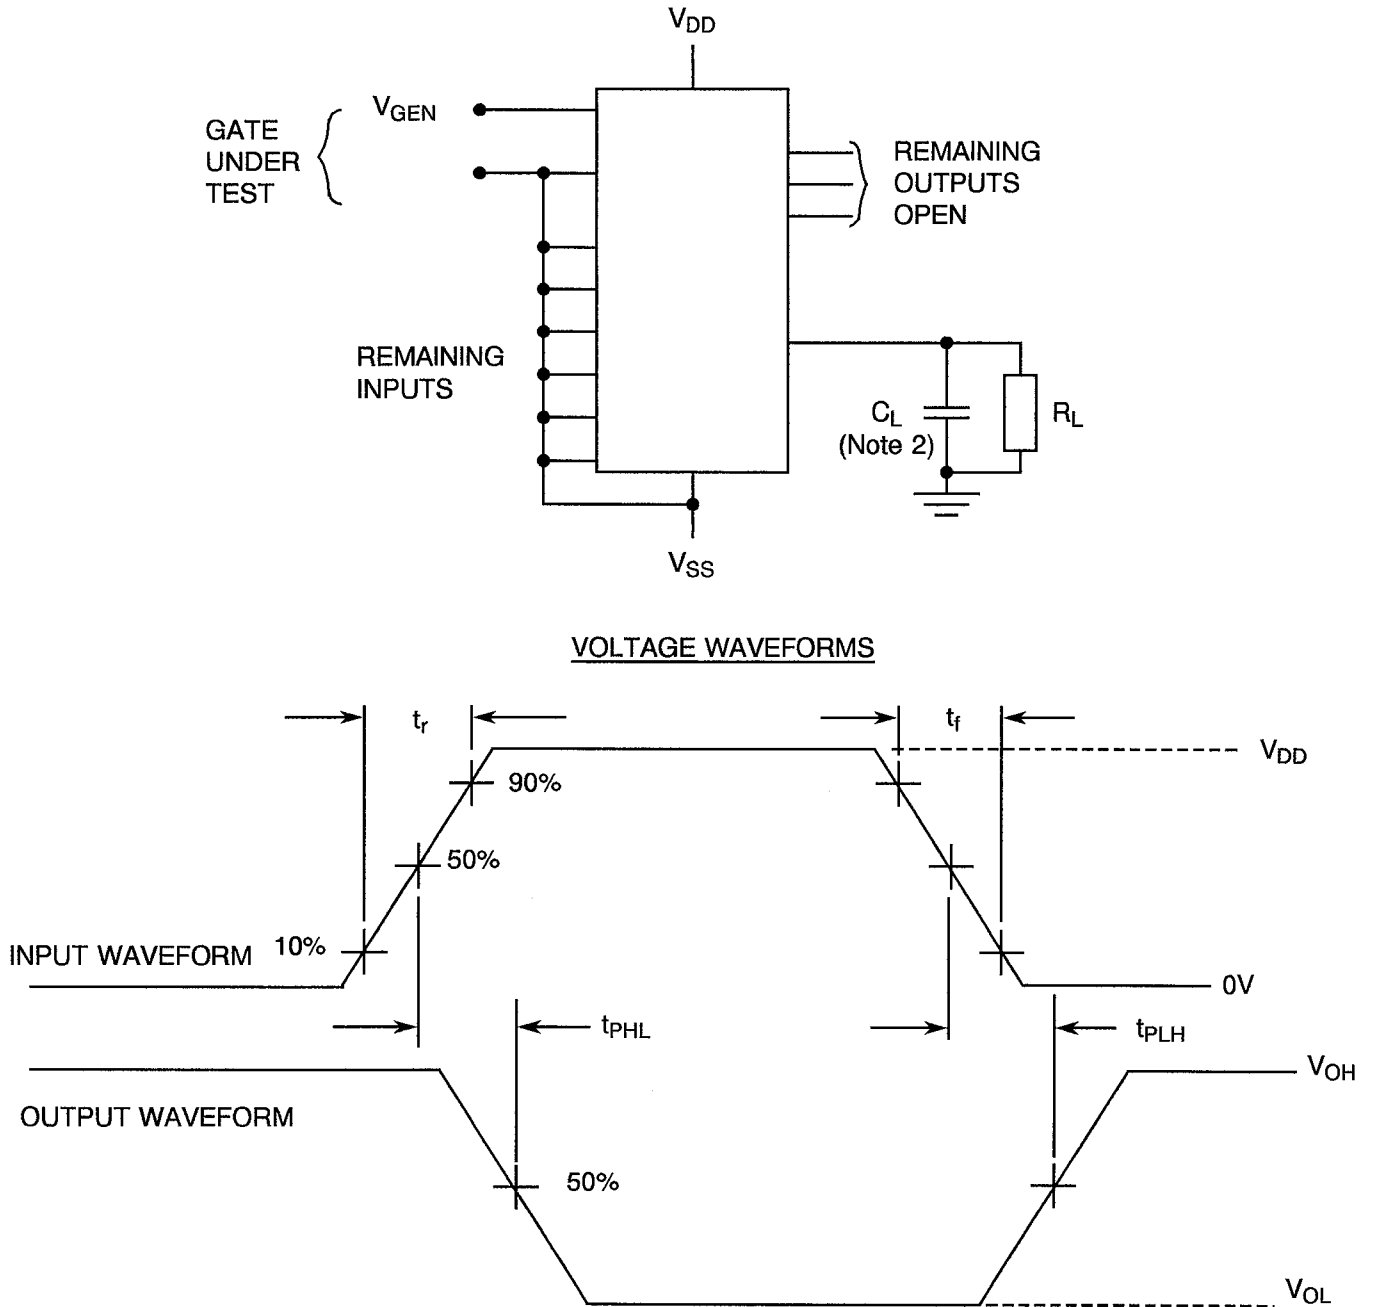 VDD
VGEN
GATE
UNDER
TEST
REMAINING
OUTPUTS
OPEN
REMAINING
INPUTS
CL
(Note 2)
RL
VSS
VOLTAGE WAVEFORMS
tr
tf
VDD
90%
50%
INPUT WAVEFORM
10%
0V
tPHL
tPLH
VOH
OUTPUT WAVEFORM
50%
VOL